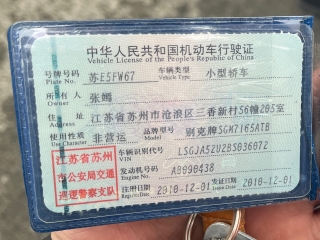 中华人民共和国机动车行驶证
Vehicle License of the People's Republic of China
号牌号码 苏E5FW67 车辆类型 小型轿车
Plate No. Vehicle Type
所有人 张嫣
Owner
住址 江苏省苏州市沧浪区三香新村56幢205室
Address
使用性质 非营运 品牌型号 别克牌SGM7165ATB
Use Character Model
江苏省苏州 车辆识别代号 LSGJA52U2BS036072
VIN
市公安局交通 发动机号码 A8090438
Engine No.
巡理警察支队 注册日期 2010-12-01 发证日期 2010-12-01
Register Date Issue Date